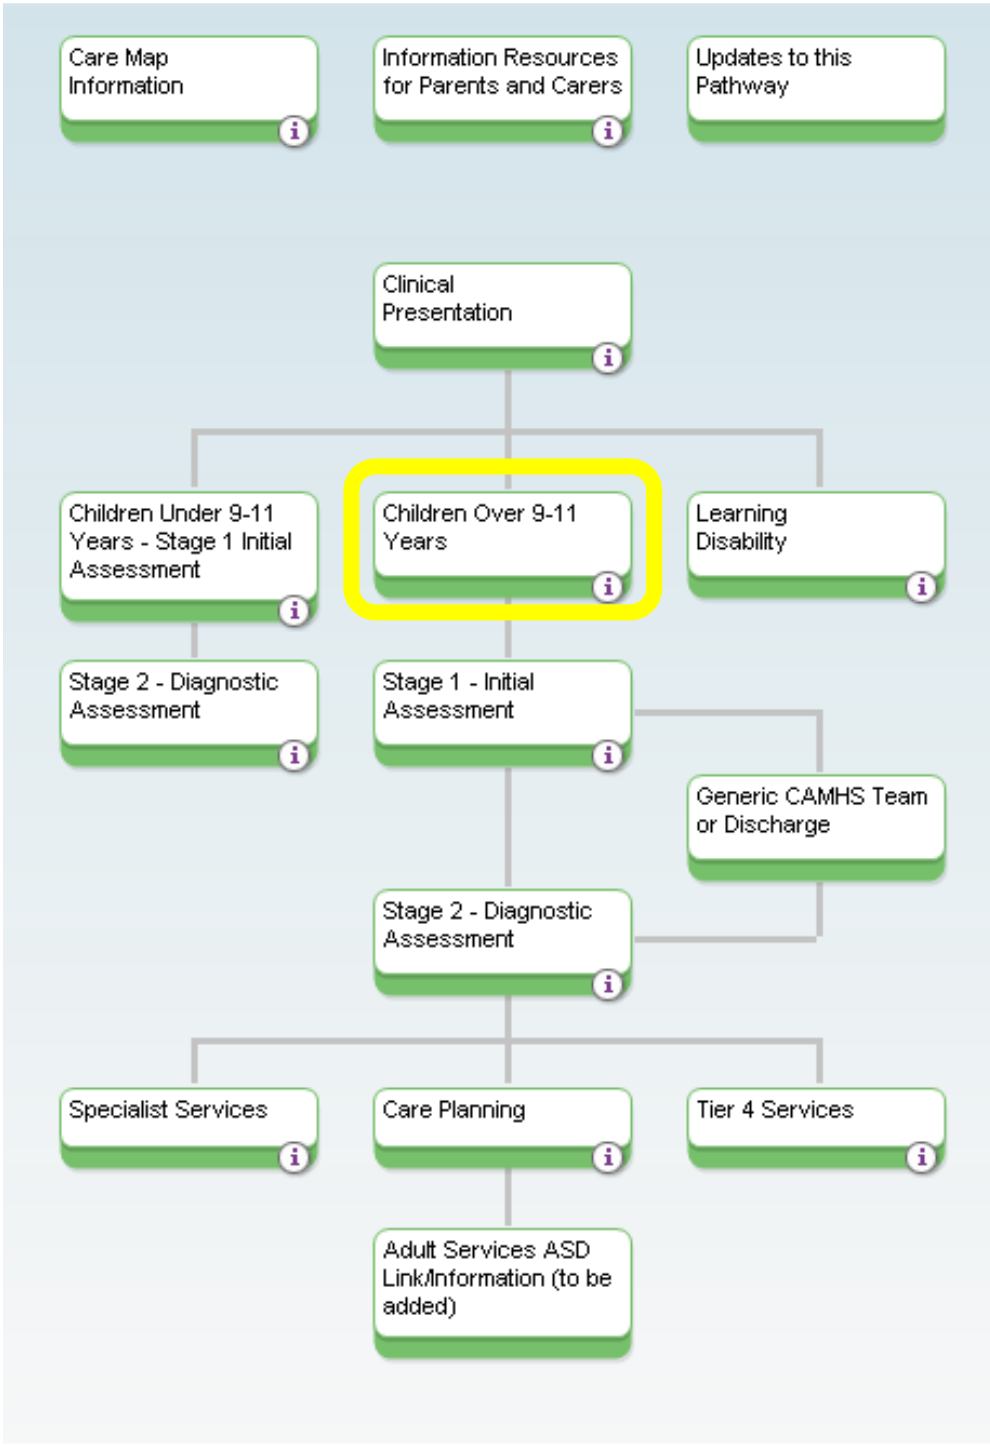 Care Map
Information
Information Resources
for Parents and Carers
Updates to this
Pathway
Clinical
Presentation
Children Under 9-11
Years - Stage 1 Initial
Assessment
Children Over 9-11
Years
Learning
Disability
Stage 2 - Diagnostic
Assessment
Stage 1 - Initial
Assessment
Generic CAMHS Team
or Discharge
Stage 2 - Diagnostic
Assessment
Specialist Services
Care Planning
Tier 4 Services
Adult Services ASD
Link/Information (to be
added)